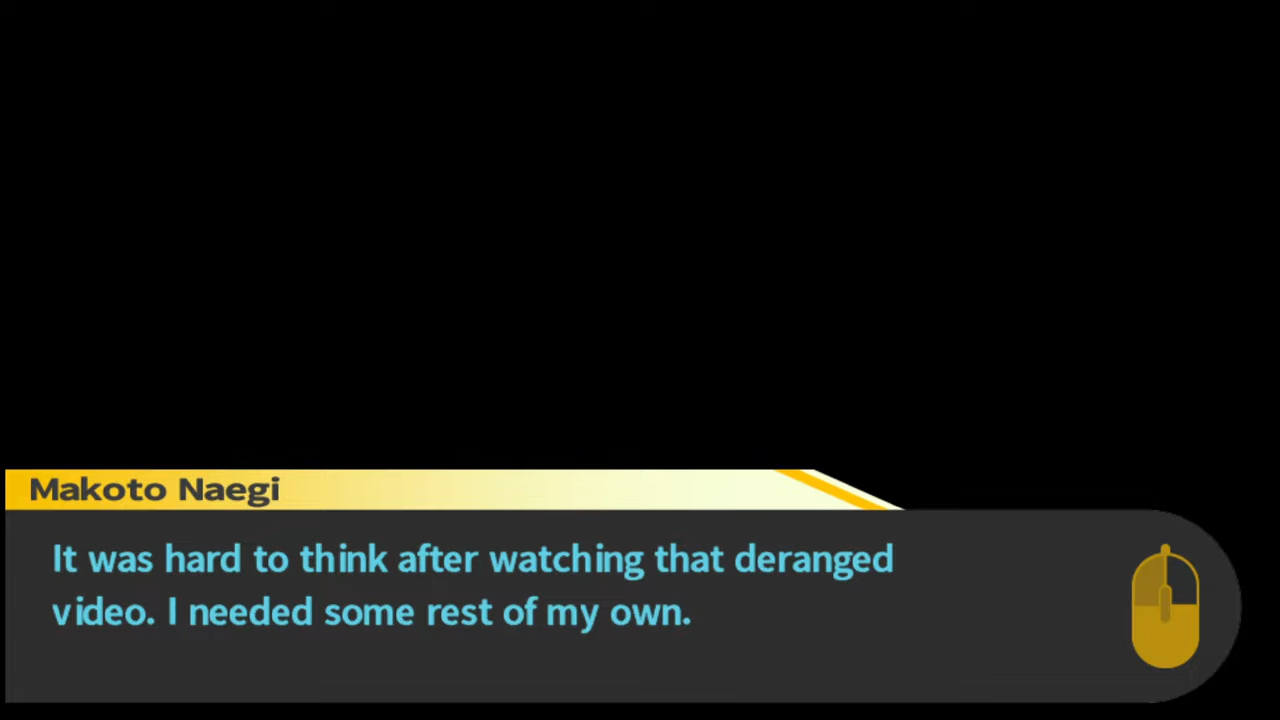 Makoto Naegi
It was hard to think after watching that deranged
video. I needed some rest of my own.